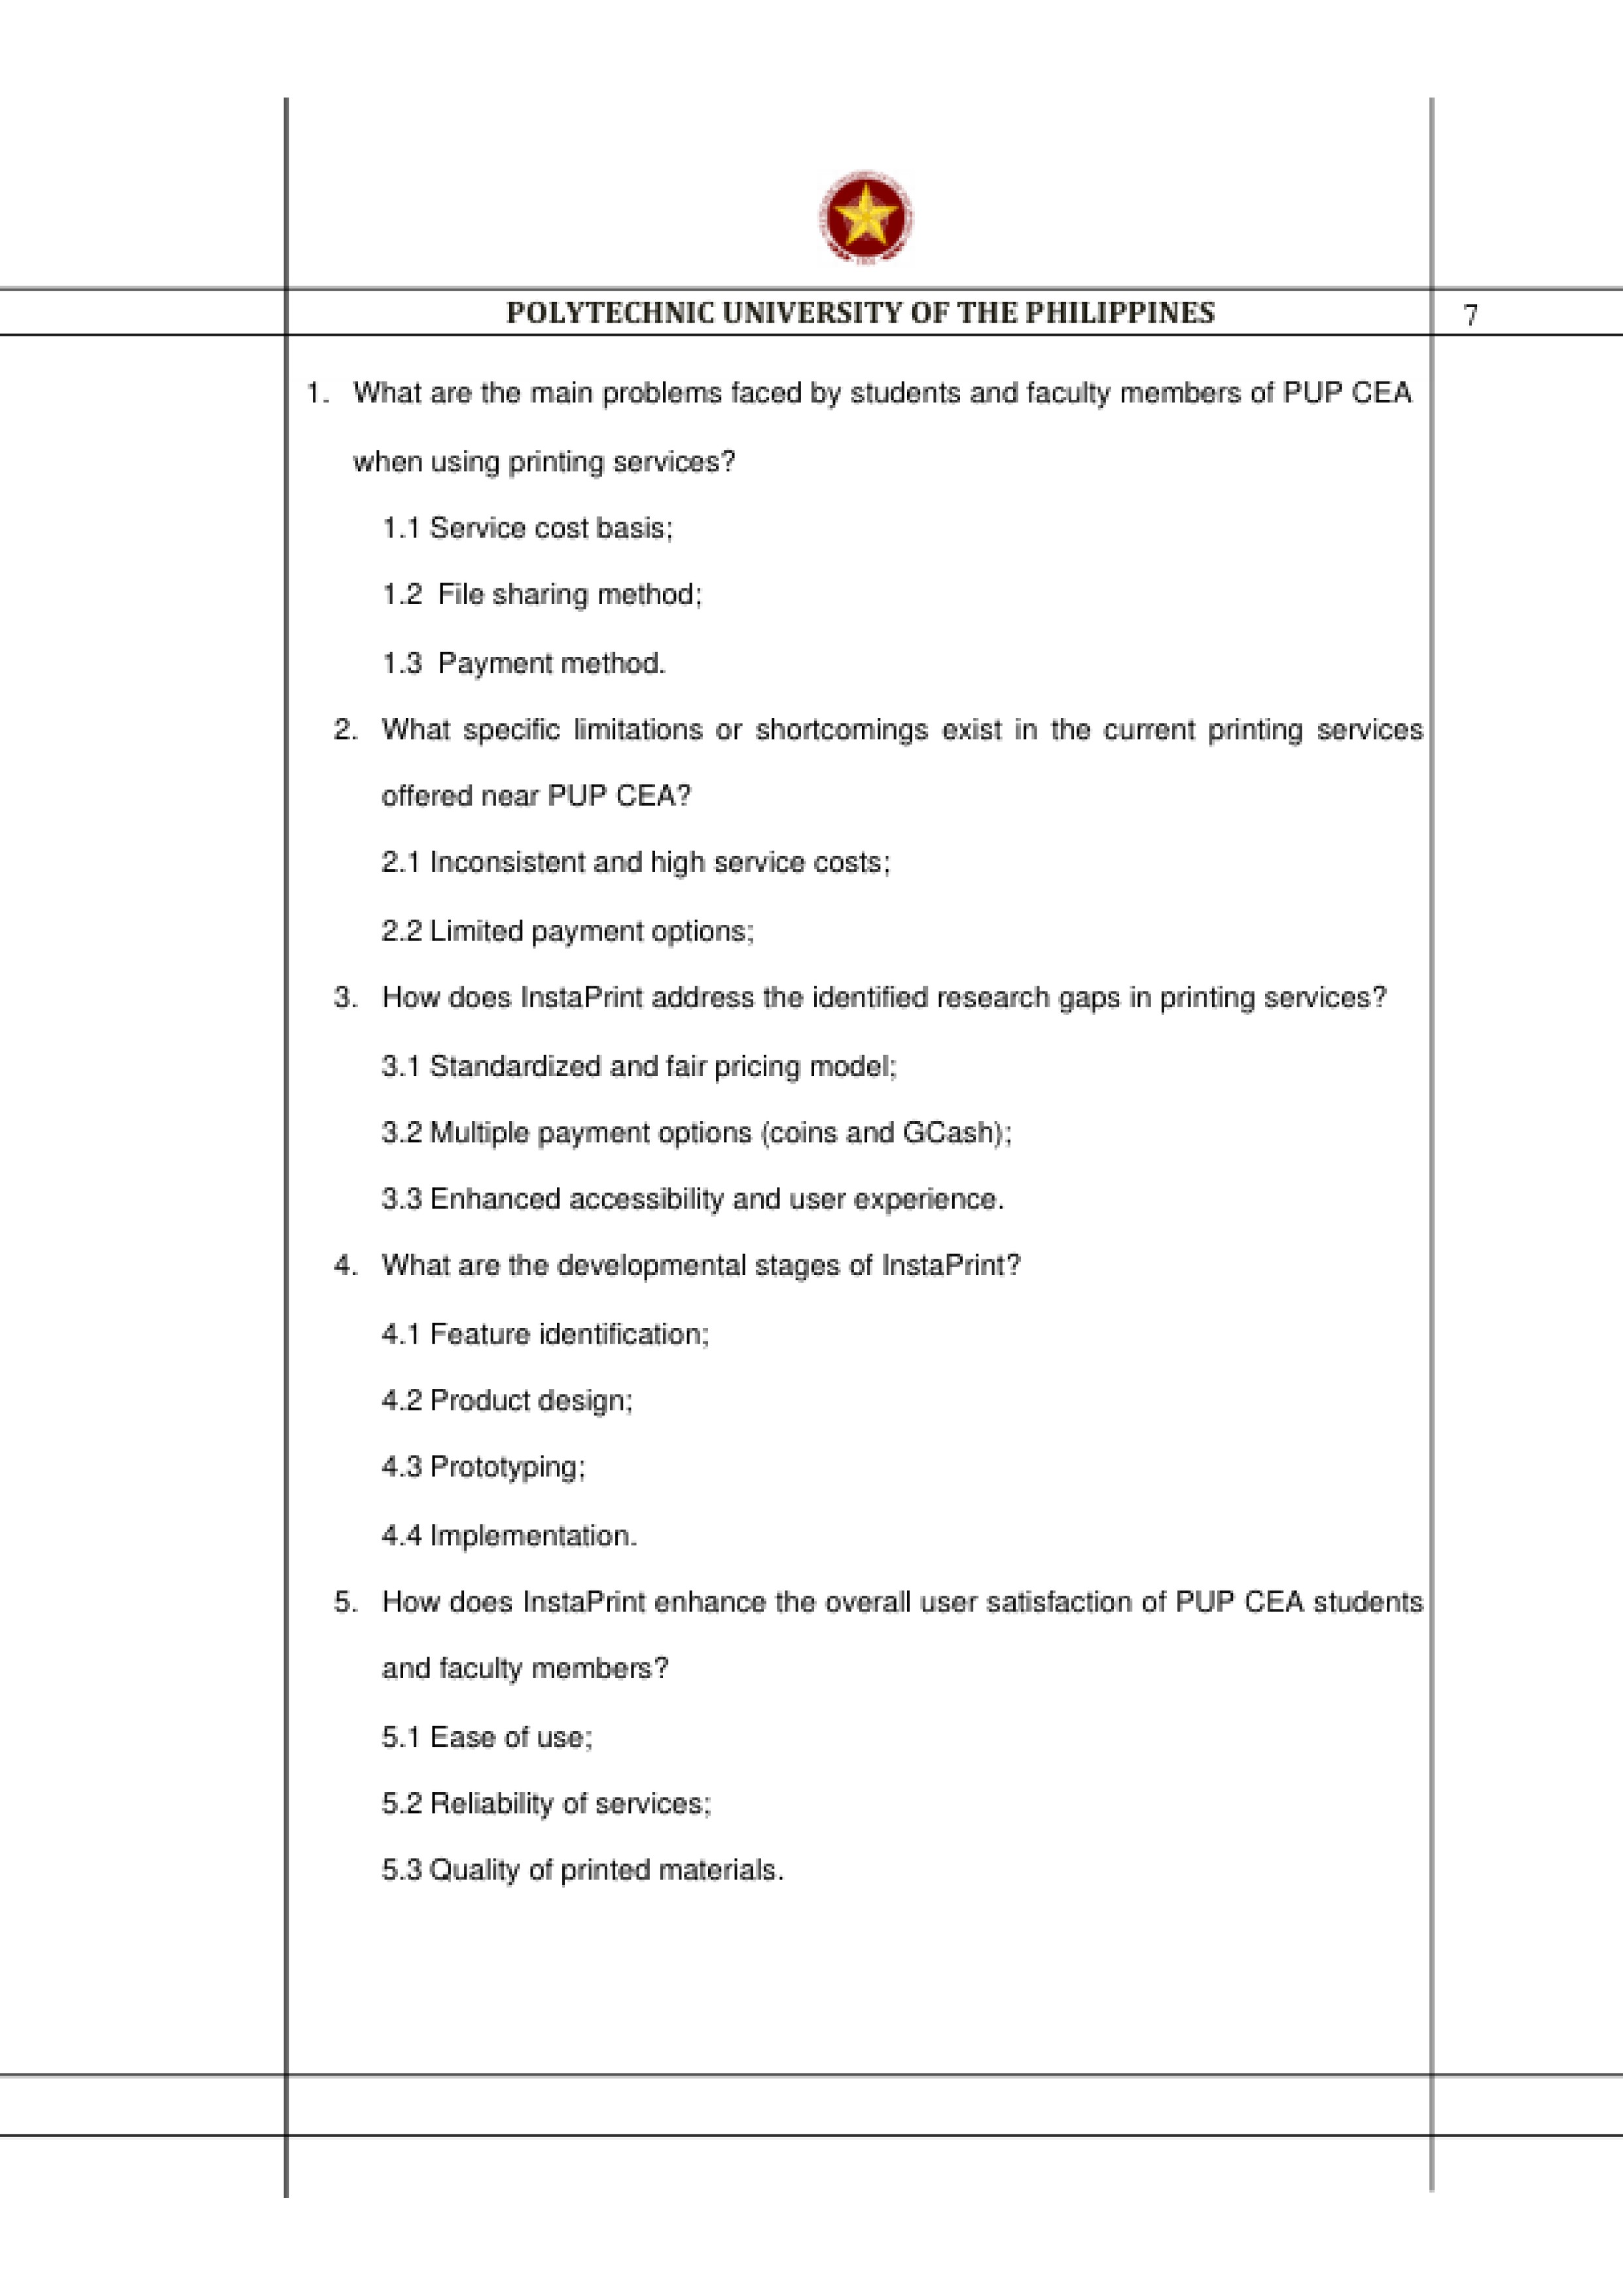 POLYTECHNIC UNIVERSITY OF THE PHILIPPINES 7
1. What are the main problems faced by students and faculty members of PUP CEA
when using printing services?
1.1 Service cost basis;
1.2 File sharing method;
1.3 Payment method.
2. What specific limitations or shortcomings exist in the current printing services
offered near PUP CEA?
2.1 Inconsistent and high service costs;
2.2 Limited payment options;
3. How does InstaPrint address the identified research gaps in printing services?
3.1 Standardized and fair pricing model;
3.2 Multiple payment options (coins and GCash);
3.3 Enhanced accessibility and user experience.
4. What are the developmental stages of InstaPrint?
4.1 Feature identification;
4.2 Product design;
4.3 Prototyping;
4.4 Implementation.
5. How does InstaPrint enhance the overall user satisfaction of PUP CEA students
and faculty members?
5.1 Ease of use;
5.2 Reliability of services;
5.3 Quality of printed materials.